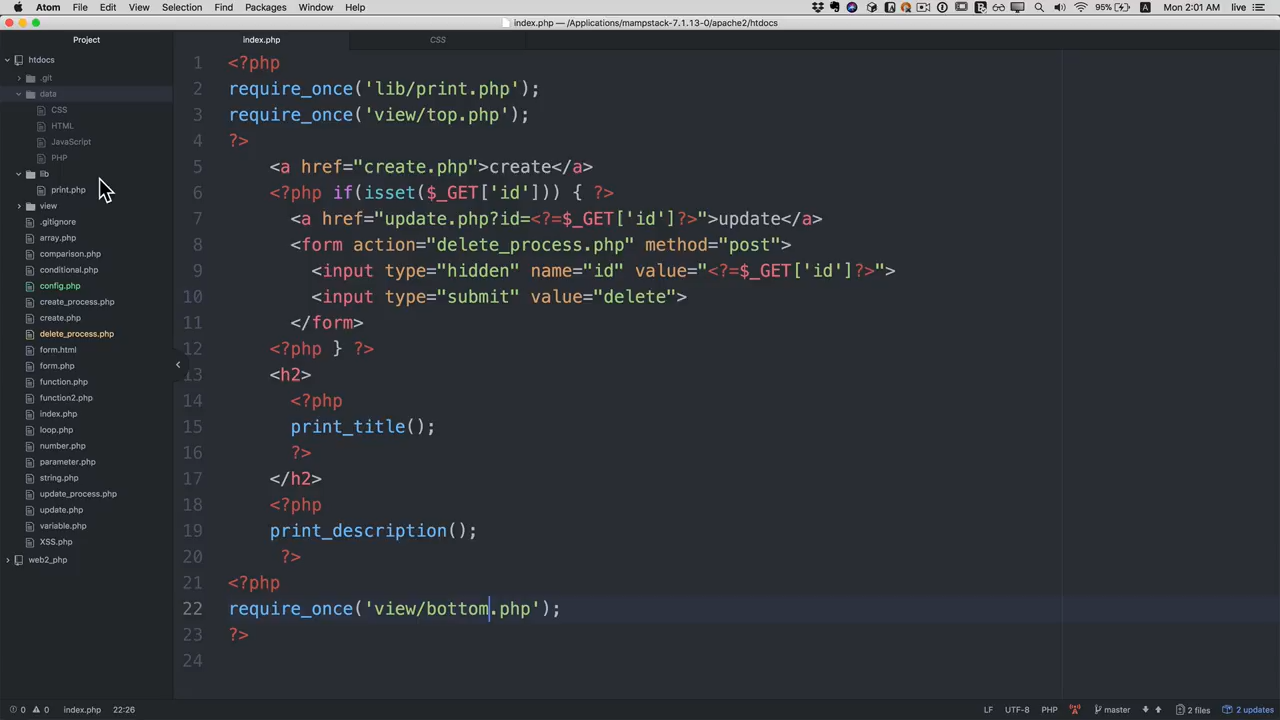 Atom File Edit View Selection Find Packages Window Help
95% Mon 2:01 AM live
index.php — /Applications/mampstack-7.1.13-0/apache2/htdocs
Project
index.php
CSS
htdocs
.git
data
CSS
HTML
JavaScript
PHP
lib
print.php
view
.gitignore
array.php
comparison.php
conditional.php
config.php
create_process.php
create.php
delete_process.php
form.html
form.php
function.php
function2.php
index.php
loop.php
number.php
parameter.php
string.php
update_process.php
update.php
variable.php
XSS.php
web2_php
1 <?php
2 require_once('lib/print.php');
3 require_once('view/top.php');
4 ?>
5 <a href="create.php">create</a>
6 <?php if(isset($_GET['id'])) { ?>
7 <a href="update.php?id=<?=$_GET['id']?>">update</a>
8 <form action="delete_process.php" method="post">
9 <input type="hidden" name="id" value="<?=$_GET['id']?>">
10 <input type="submit" value="delete">
11 </form>
12 <?php } ?>
13 <h2>
14 <?php
15 print_title();
16 ?>
17 </h2>
18 <?php
19 print_description();
20 ?>
21 <?php
22 require_once('view/bottom.php');
23 ?>
24
0 0 index.php 22:26
LF UTF-8 PHP master 2 files 2 updates